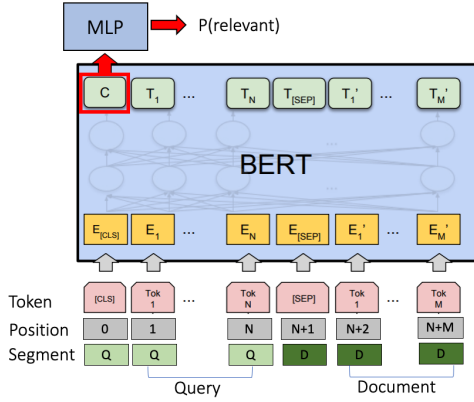 MLP P(relevant)
C T1 ... TN T[SEP] T1' ... TM'
...
BERT
...
E[CLS] E1 ... EN E[SEP] E1' ... EM'
Token [CLS] Tok 1 ... Tok N [SEP] Tok 1 ... Tok M
Position 0 1 N N+1 N+2 N+M
Segment Q Q Q D D D
Query Document